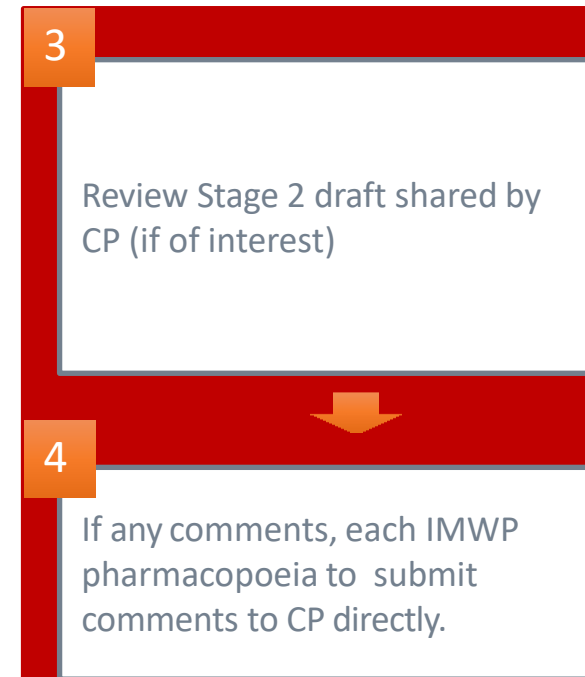 3
Review Stage 2 draft shared by
CP (if of interest)
4
If any comments, each IMWP
pharmacopoeia to submit
comments to CP directly.